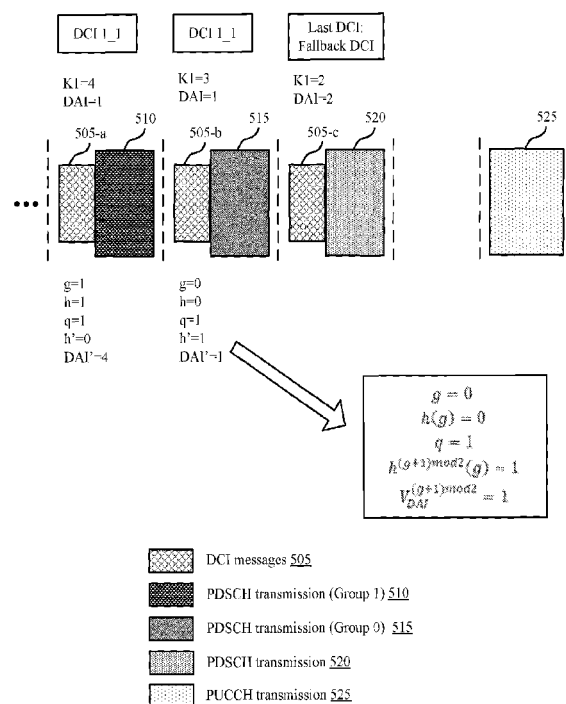 DCI 1_1
DCI 1_1
Last DCI;
Fallback DCI
K1=4
DAI=1
K1=3
DAI=1
K1=2
DAI=2
505-a
510
505-b
515
505-c
520
525
•••
g=1
h=1
q=1
h'=0
DAI'=4
g=0
h=0
q=1
h'=1
DAI'=1
g = 0
h(g) = 0
q = 1
h^{(g+1)mod2}(g) = 1
V_{DAI}^{(g+1)mod2} = 1
DCI messages 505
PDSCH transmission (Group 1) 510
PDSCH transmission (Group 0) 515
PDSCH transmission 520
PUCCH transmission 525